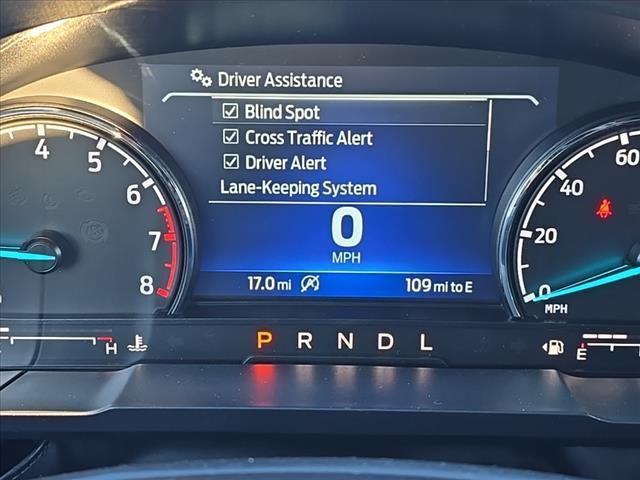 Driver Assistance
Blind Spot
Cross Traffic Alert
Driver Alert
Lane-Keeping System
0
MPH
17.0 mi
109 mi to E
4
5
6
7
8
60
40
20
0
MPH
H
P R N D L
E